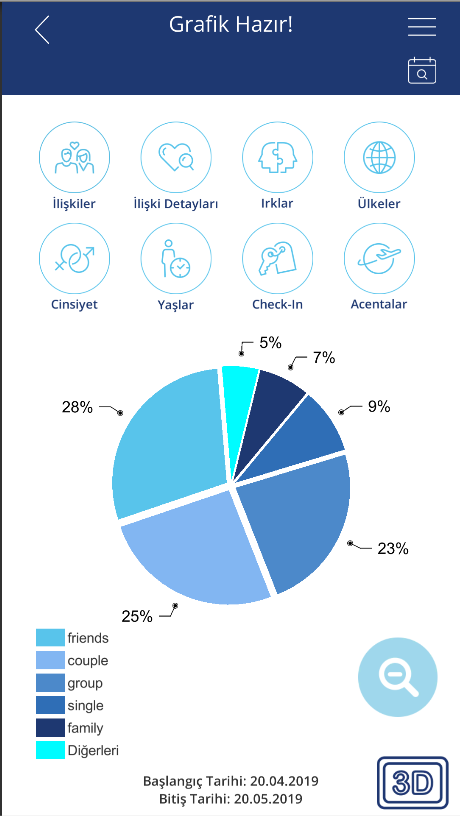 Grafik Hazır!
İlişkiler İlişki Detayları Irklar Ülkeler
Cinsiyet Yaşlar Check-In Acentalar
5%
7%
28%
9%
23%
25%
friends
couple
group
single
family
Diğerleri
3D
Başlangıç Tarihi: 20.04.2019
Bitiş Tarihi: 20.05.2019